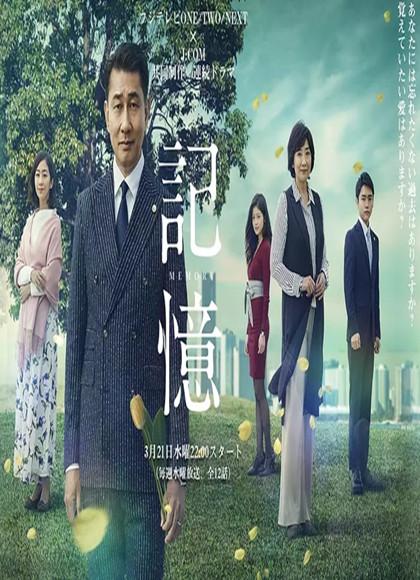 フジテレビONE/TWO/NEXT
×
J:COM
共同制作 連続ドラマ
あなたには忘れたくない過去はありますか?
覚えていたい愛はありますか?
記憶
MEMORY
3月21日水曜22:00スタート
(毎週水曜放送、全12話)